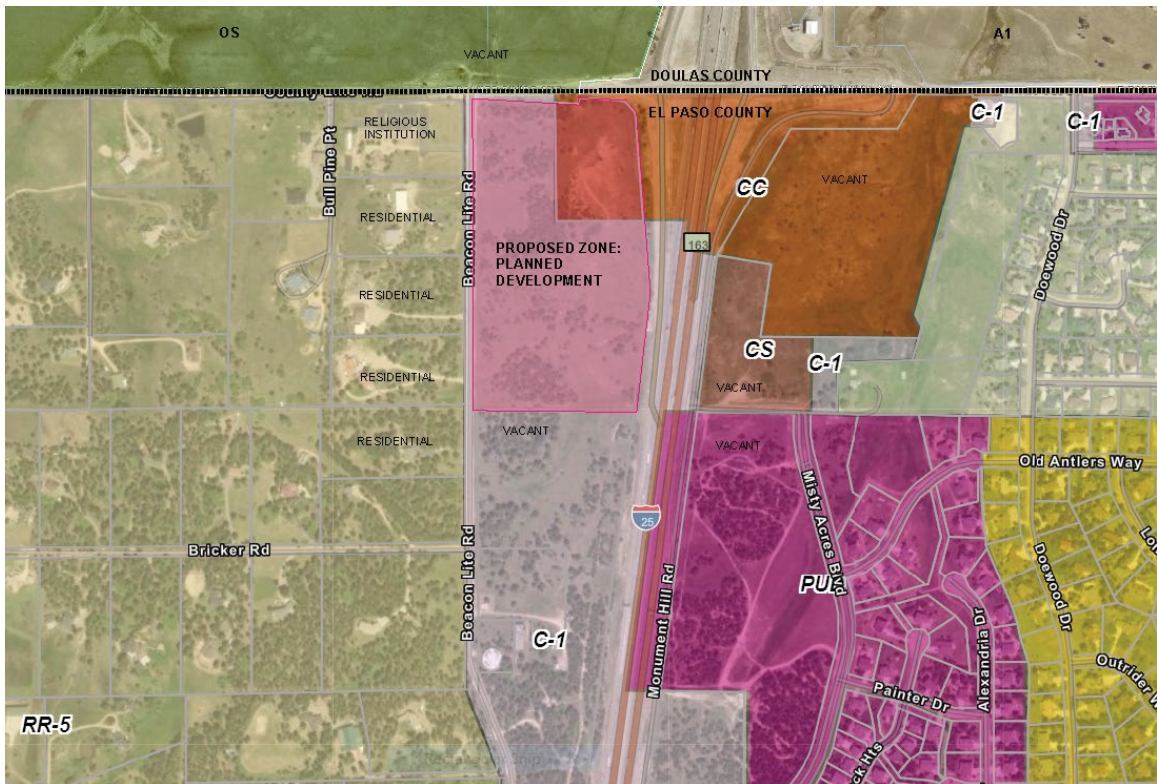 OS
VACANT
A1
DOULAS COUNTY
EL PASO COUNTY
RELIGIOUS
INSTITUTION
C-1
C-1
Bull Pine Pt
Beacon Lite Rd
CC
VACANT
RESIDENTIAL
163
PROPOSED ZONE:
PLANNED
DEVELOPMENT
Doewood Dr
RESIDENTIAL
CS
C-1
RESIDENTIAL
VACANT
VACANT
RESIDENTIAL
VACANT
Old Antlers Way
Misty Acres Blvd
25
Bricker Rd
Beacon Lite Rd
Doewood Dr
C-1
Monument Hill Rd
Alexandria Dr
Painter Dr
RR-5